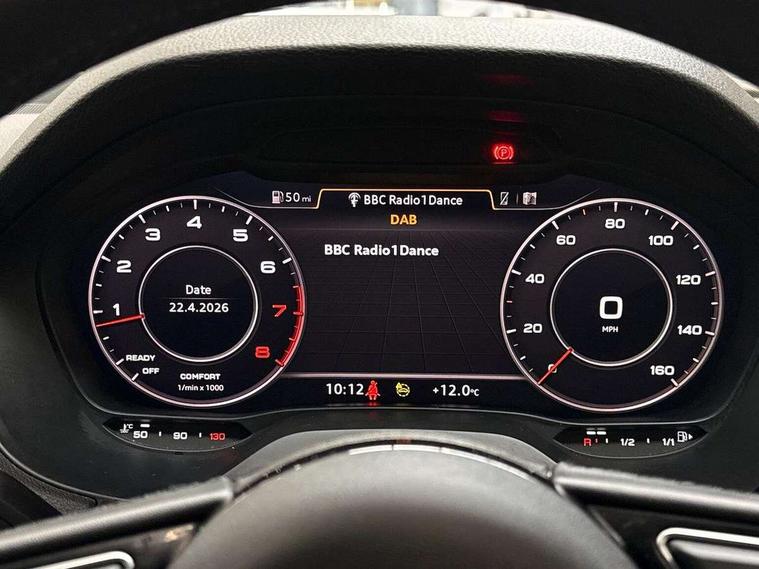 P
50 mi
BBC Radio1Dance
DAB
BBC Radio1Dance
1
2
3
4
5
6
7
8
Date
22.4.2026
READY
OFF
COMFORT
1/min x 1000
0
20
40
60
80
100
120
140
160
0
MPH
10:12
+12.0°C
°C
50
90
130
R
1/2
1/1